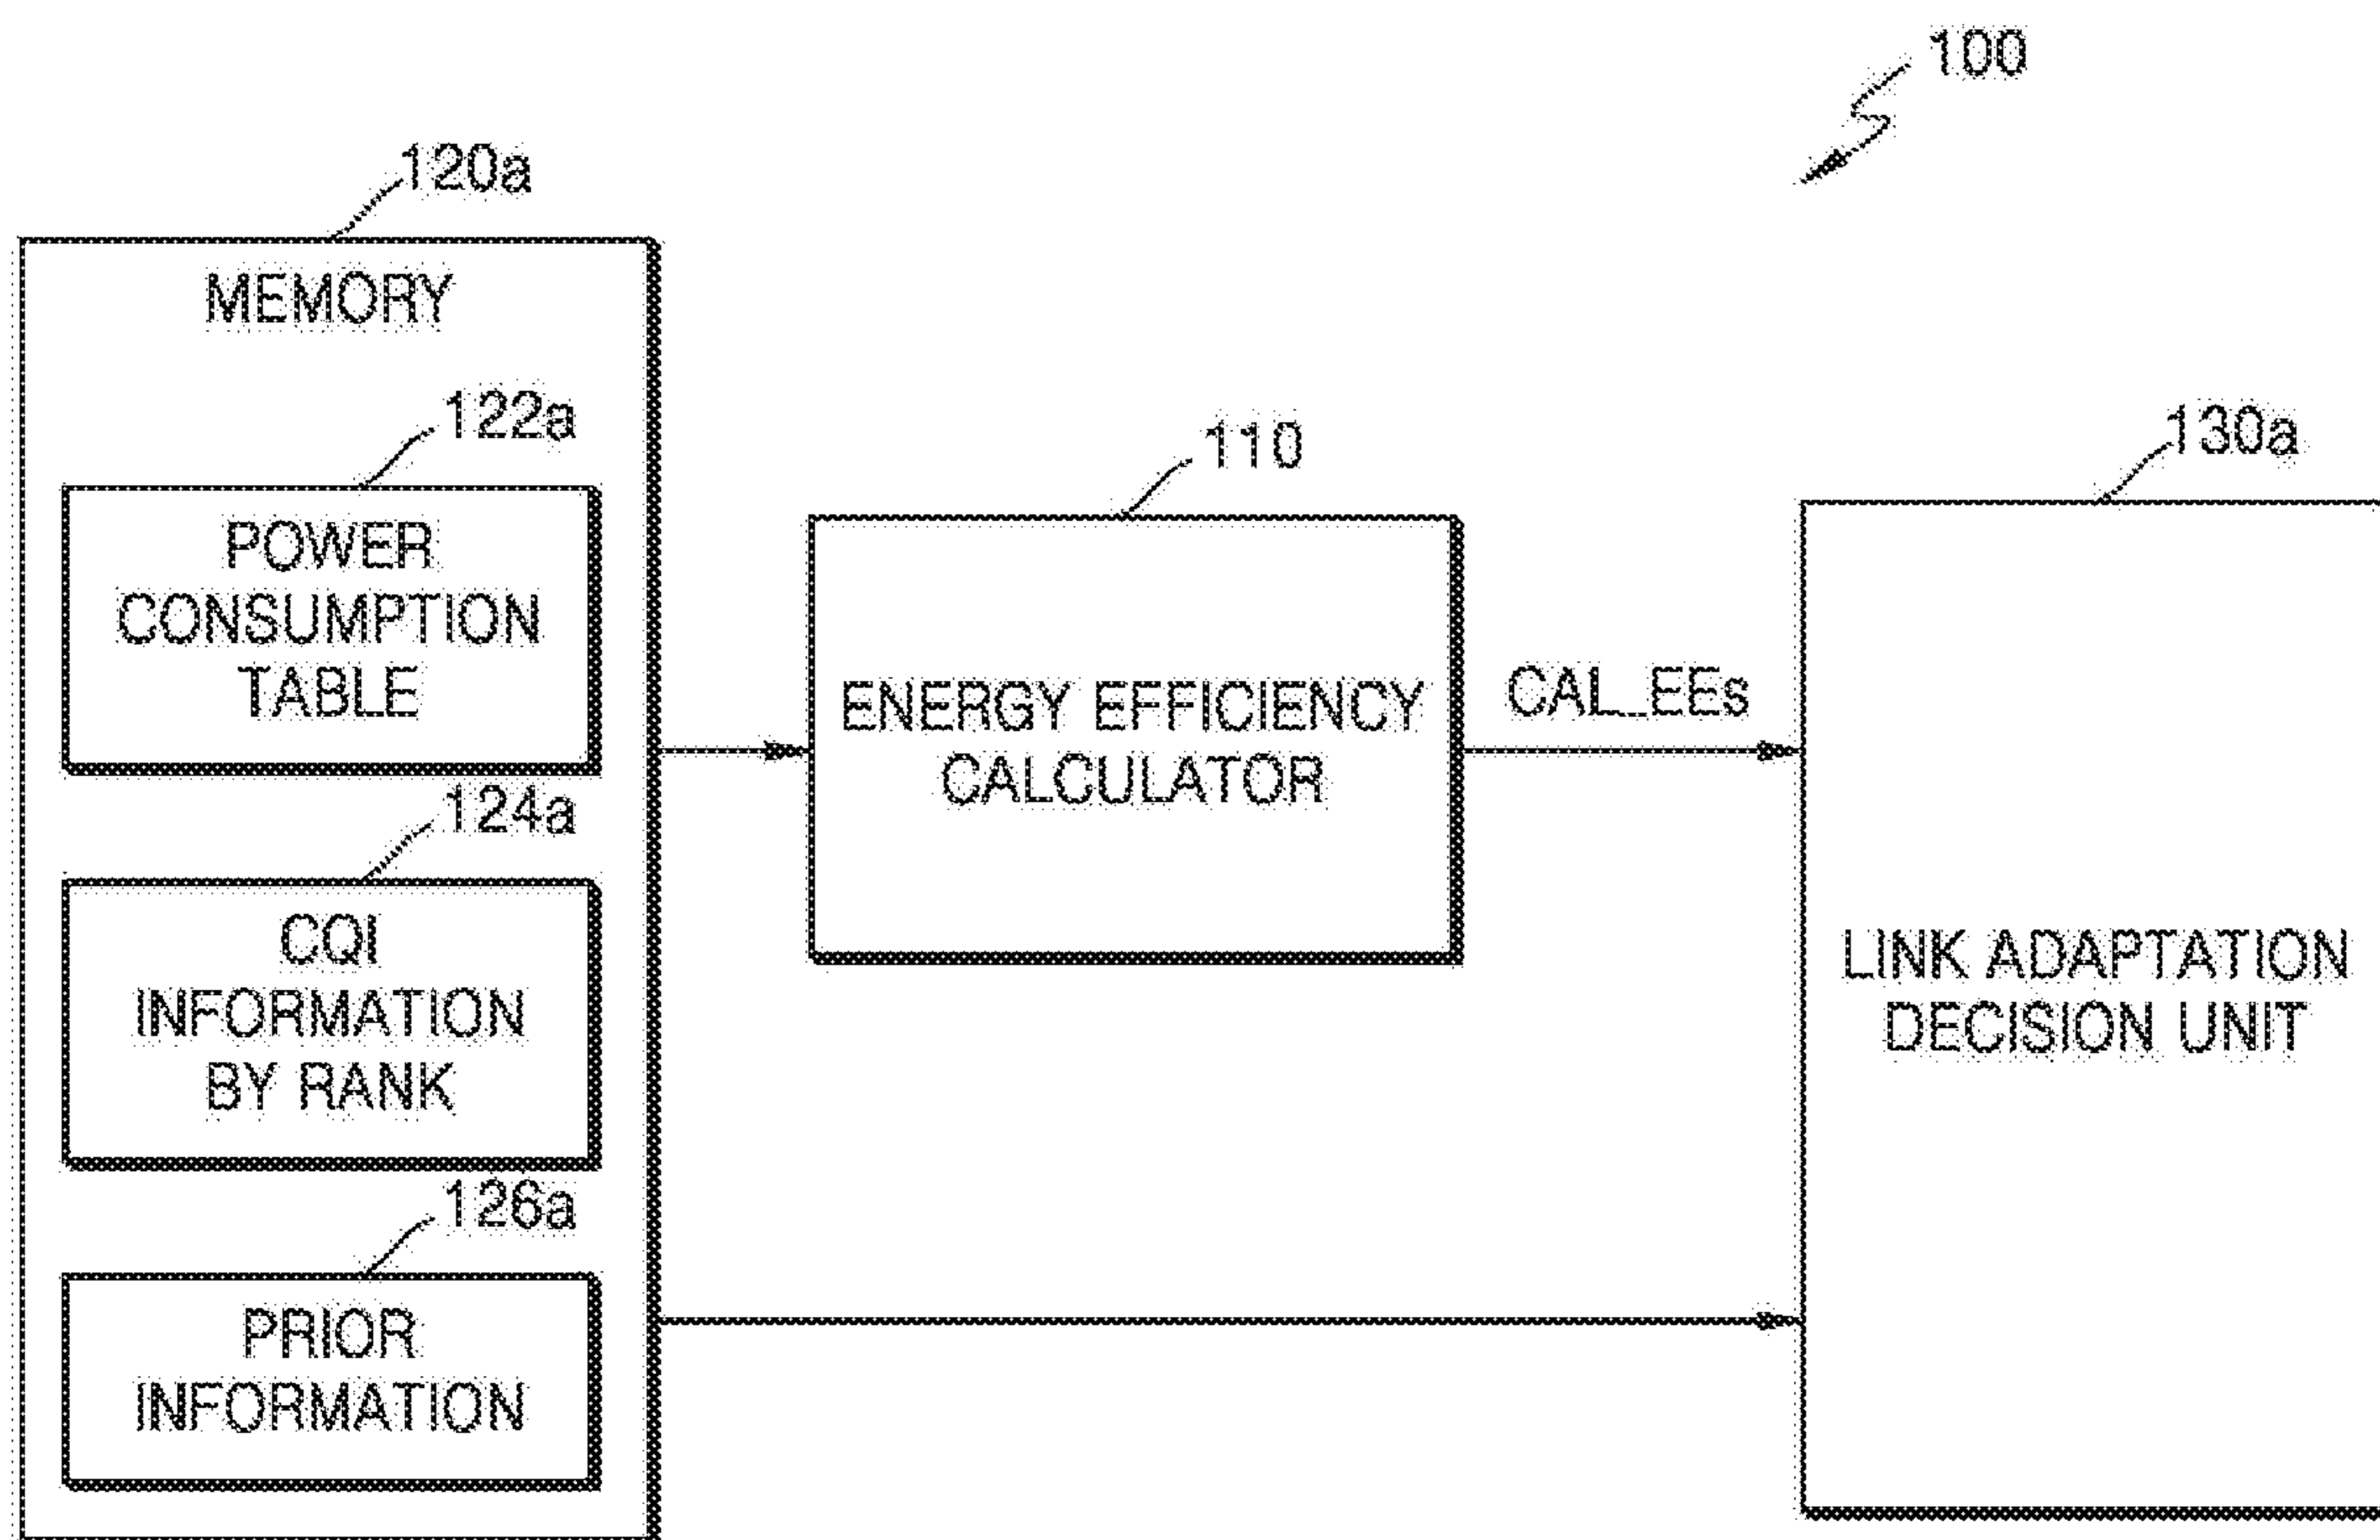 100
120a
MEMORY
122a
POWER
CONSUMPTION
TABLE
124a
CQI
INFORMATION
BY RANK
126a
PRIOR
INFORMATION
110
ENERGY EFFICIENCY
CALCULATOR
CAL_EEs
130a
LINK ADAPTATION
DECISION UNIT